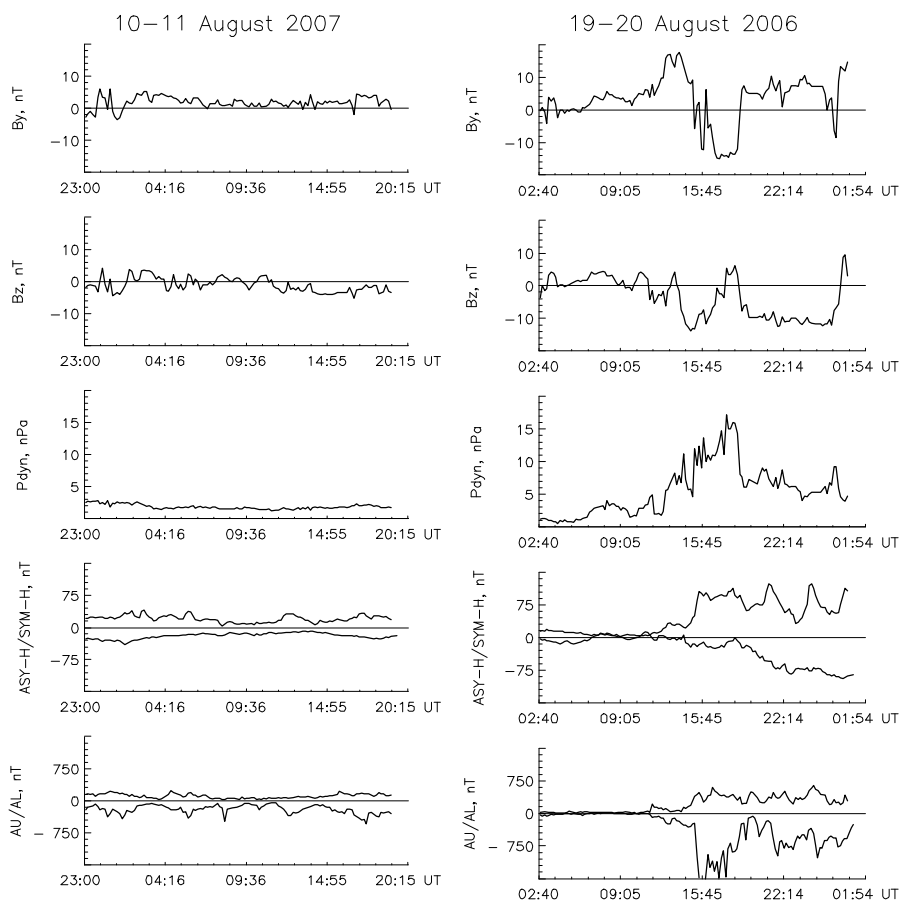 10−11 August 2007
19−20 August 2006
By, nT
10
0
−10
23:00 04:16 09:36 14:55 20:15 UT
By, nT
10
0
−10
02:40 09:05 15:45 22:14 01:54 UT
Bz, nT
10
0
−10
23:00 04:16 09:36 14:55 20:15 UT
Bz, nT
10
0
−10
02:40 09:05 15:45 22:14 01:54 UT
Pdyn, nPa
15
10
5
23:00 04:16 09:36 14:55 20:15 UT
Pdyn, nPa
15
10
5
02:40 09:05 15:45 22:14 01:54 UT
ASY−H/SYM−H, nT
75
0
−75
23:00 04:16 09:36 14:55 20:15 UT
ASY−H/SYM−H, nT
75
0
−75
02:40 09:05 15:45 22:14 01:54 UT
AU/AL, nT
750
0
− 750
23:00 04:16 09:36 14:55 20:15 UT
AU/AL, nT
750
0
− 750
02:40 09:05 15:45 22:14 01:54 UT